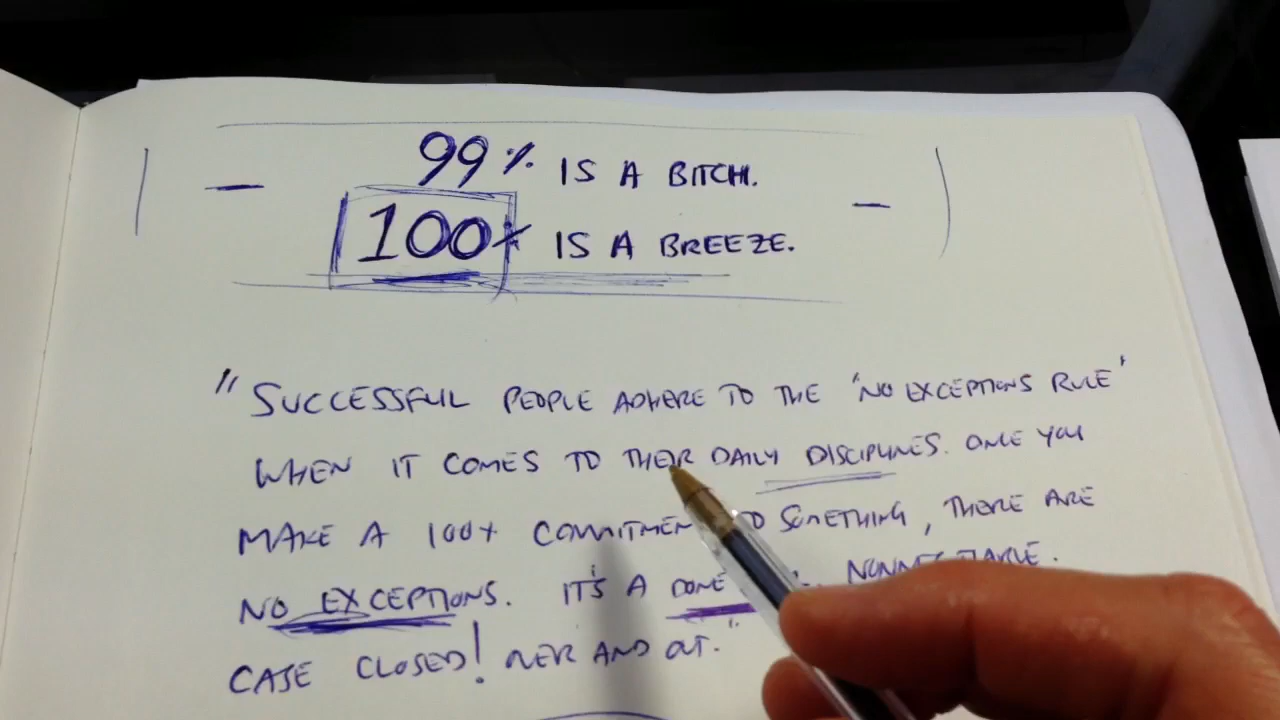 99% IS A BITCH.
100% IS A BREEZE.
"SUCCESSFUL PEOPLE ADHERE TO THE 'NO EXCEPTIONS RULE'
WHEN IT COMES TO THEIR DAILY DISCIPLINES. ONCE YOU
MAKE A 100% COMMITMENT TO SOMETHING, THERE ARE
NO EXCEPTIONS. IT'S A DONE
CASE CLOSED! OVER AND OUT."